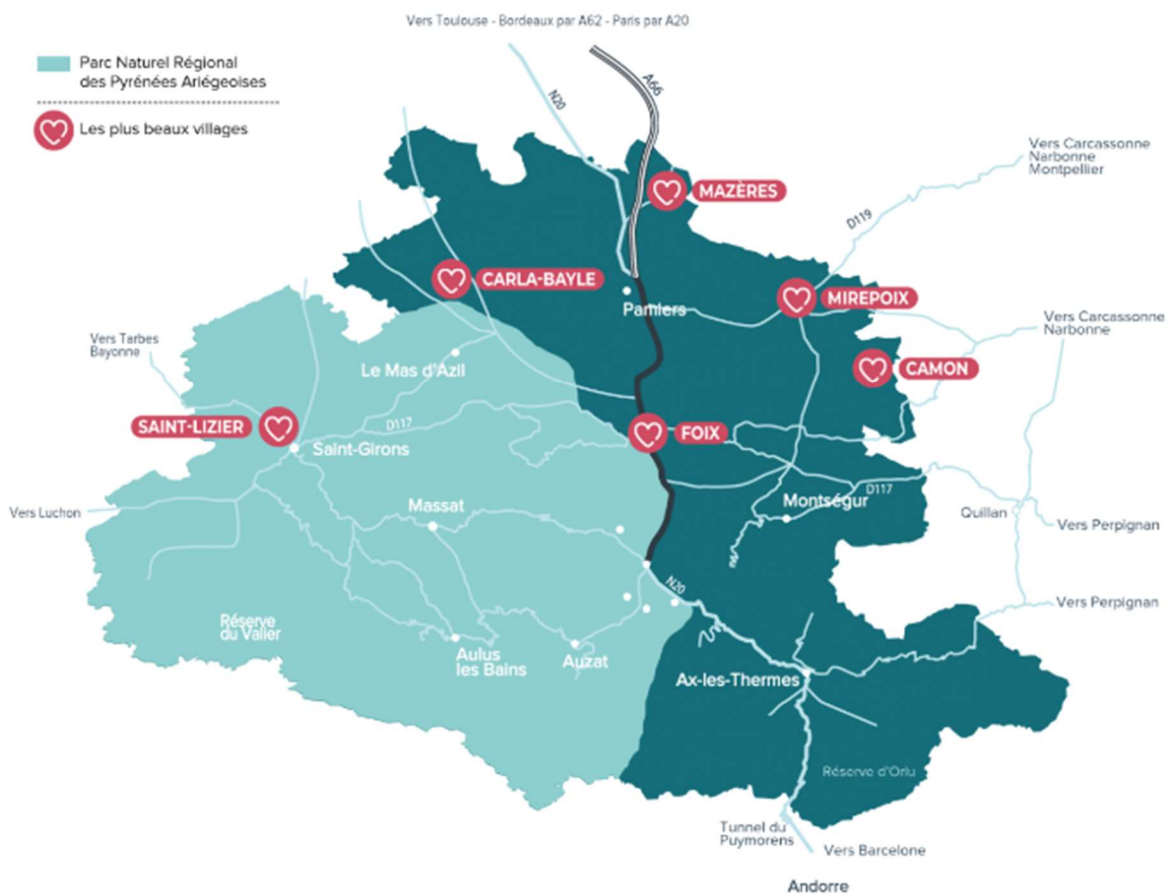 Vers Toulouse - Bordeaux par A62 - Paris par A20
Parc Naturel Régional
des Pyrénées Ariégeoises
Les plus beaux villages
A66
N20
Vers Carcassonne
Narbonne
Montpellier
MAZÈRES
D119
CARLA-BAYLE
MIREPOIX
Pamiers
Vers Carcassonne
Narbonne
Vers Tarbes
Bayonne
Le Mas d'Azil
CAMON
SAINT-LIZIER
D117
FOIX
Saint-Girons
Montségur
D117
Massat
Vers Luchon
Quillan
Vers Perpignan
N20
Vers Perpignan
Réserve
du Valier
Aulus
les Bains
Auzat
Ax-les-Thermes
Réserve d'Orlu
Tunnel du
Puymorens
Vers Barcelone
Andorre